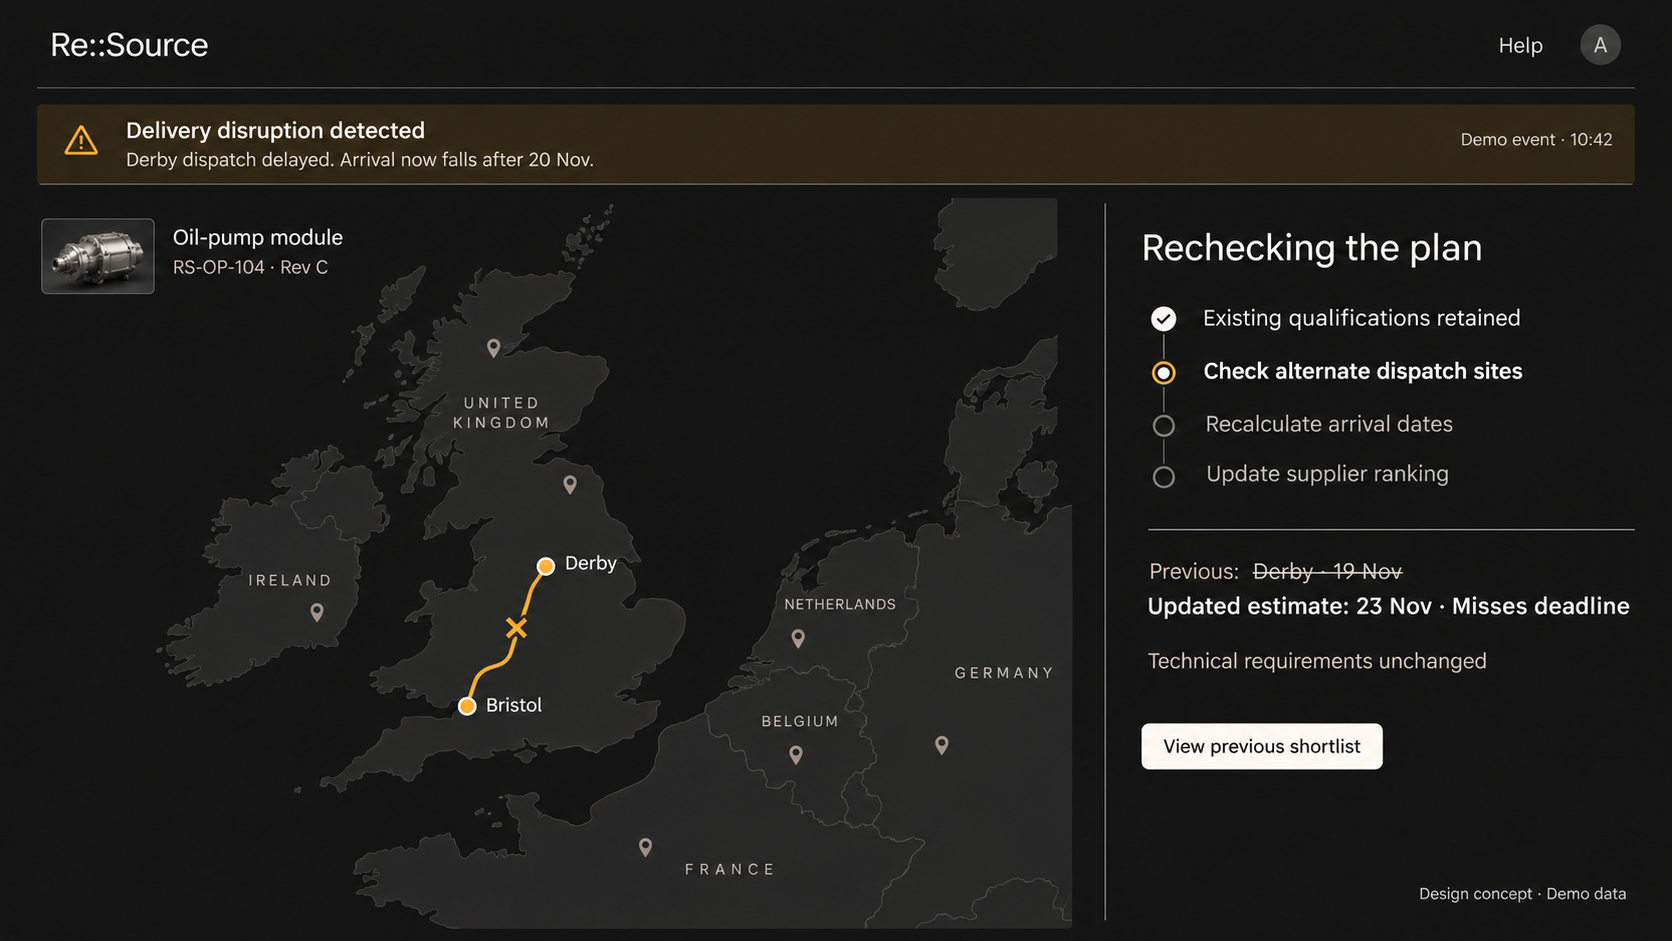 Re::Source
Help
A
Delivery disruption detected
Derby dispatch delayed. Arrival now falls after 20 Nov.
Demo event · 10:42
Oil-pump module
RS-OP-104 · Rev C
UNITED
KINGDOM
IRELAND
Derby
Bristol
NETHERLANDS
GERMANY
BELGIUM
FRANCE
Rechecking the plan
Existing qualifications retained
Check alternate dispatch sites
Recalculate arrival dates
Update supplier ranking
Previous: Derby · 19 Nov
Updated estimate: 23 Nov · Misses deadline
Technical requirements unchanged
View previous shortlist
Design concept · Demo data